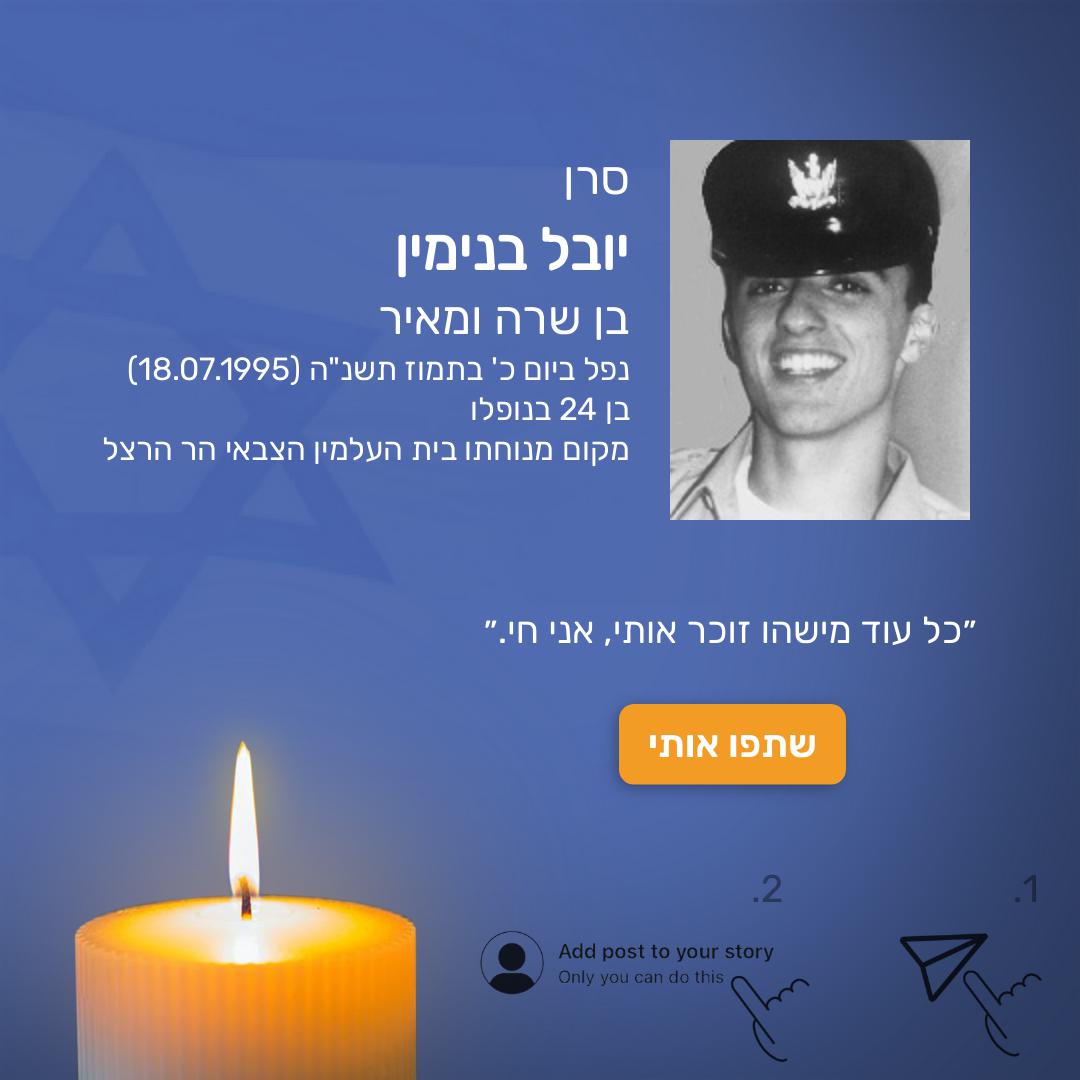 סרן
יובל בנימין
בן שרה ומאיר
נפל ביום כ' בתמוז תשנ"ה (18.07.1995)
בן 24 בנופלו
מקום מנוחתו בית העלמין הצבאי הר הרצל
״כל עוד מישהו זוכר אותי, אני חי.״
שתפו אותי
1.
2.
Add post to your story
Only you can do this